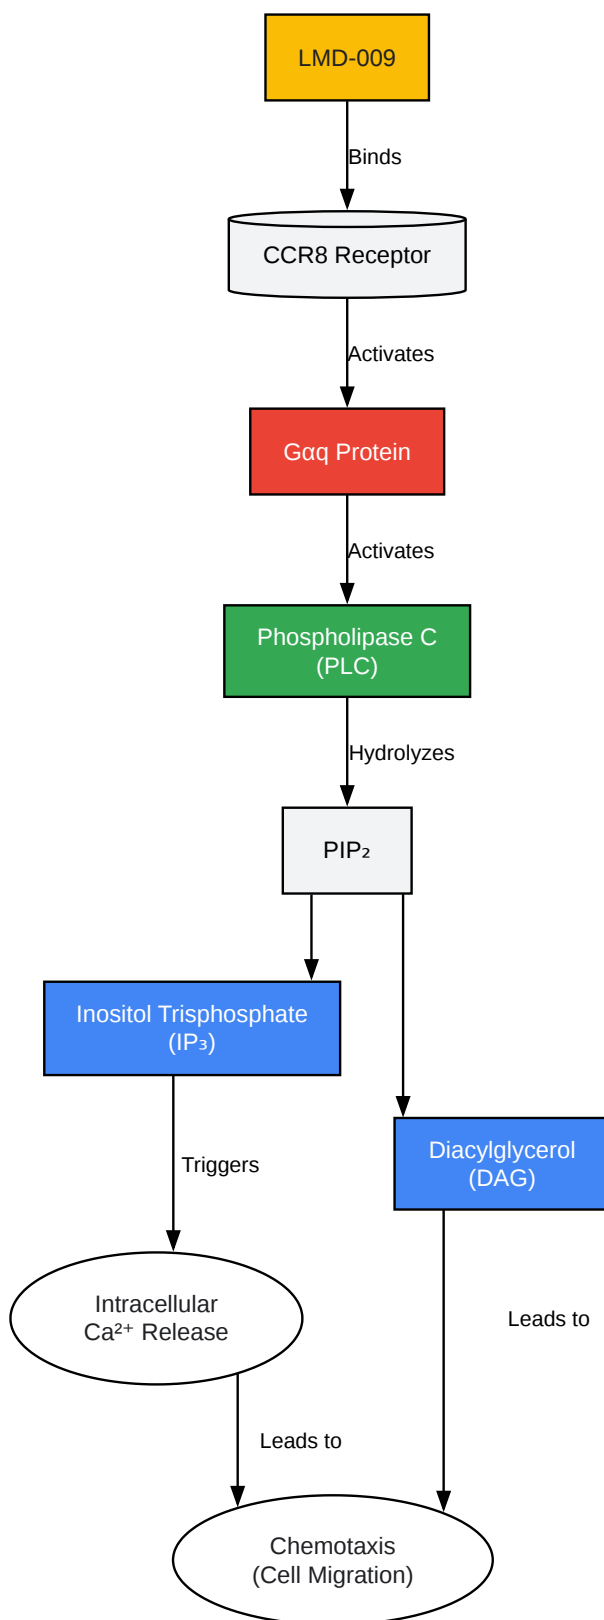 LMD-009
Binds
CCR8 Receptor
Activates
Gαq Protein
Activates
Phospholipase C
(PLC)
Hydrolyzes
PIP₂
Inositol Trisphosphate
(IP₃)
Diacylglycerol
(DAG)
Triggers
Intracellular
Ca²⁺ Release
Leads to
Leads to
Chemotaxis
(Cell Migration)